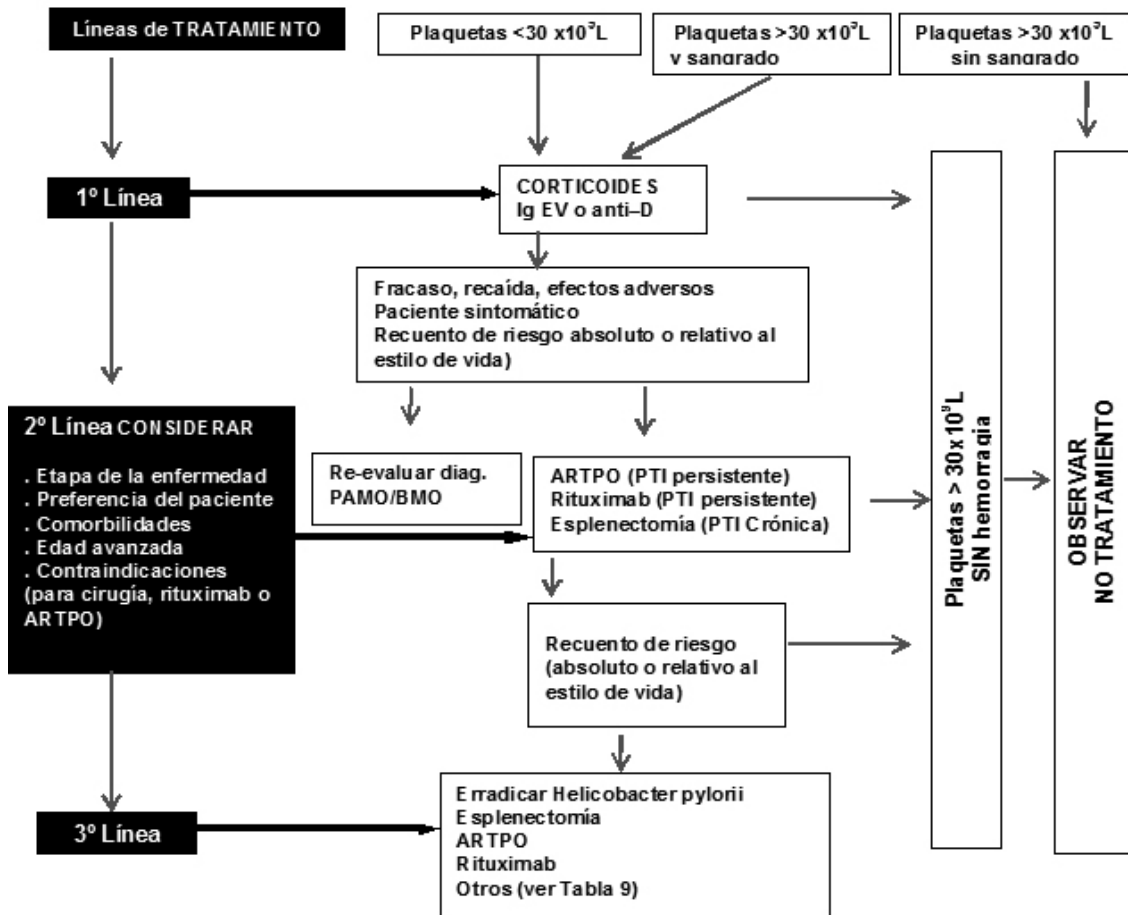 Líneas de TRATAMIENTO
Plaquetas <30 x10⁹L
Plaquetas >30 x10⁹L
y sangrado
Plaquetas >30 x10⁹L
sin sangrado
1º Línea
CORTICOIDES
Ig EV o anti–D
Fracaso, recaída, efectos adversos
Paciente sintomático
Recuento de riesgo absoluto o relativo al
estilo de vida)
2º Línea CONSIDERAR
. Etapa de la enfermedad
. Preferencia del paciente
. Comorbilidades
. Edad avanzada
. Contraindicaciones
(para cirugía, rituximab o
ARTPO)
Re-evaluar diag.
PAMO/BMO
ARTPO (PTI persistente)
Rituximab (PTI persistente)
Esplenectomía (PTI Crónica)
Recuento de riesgo
(absoluto o relativo al
estilo de vida)
3º Línea
Erradicar Helicobacter pylorii
Esplenectomía
ARTPO
Rituximab
Otros (ver Tabla 9)
Plaquetas > 30x10⁹L
SIN hemorragia
OBSERVAR
NO TRATAMIENTO